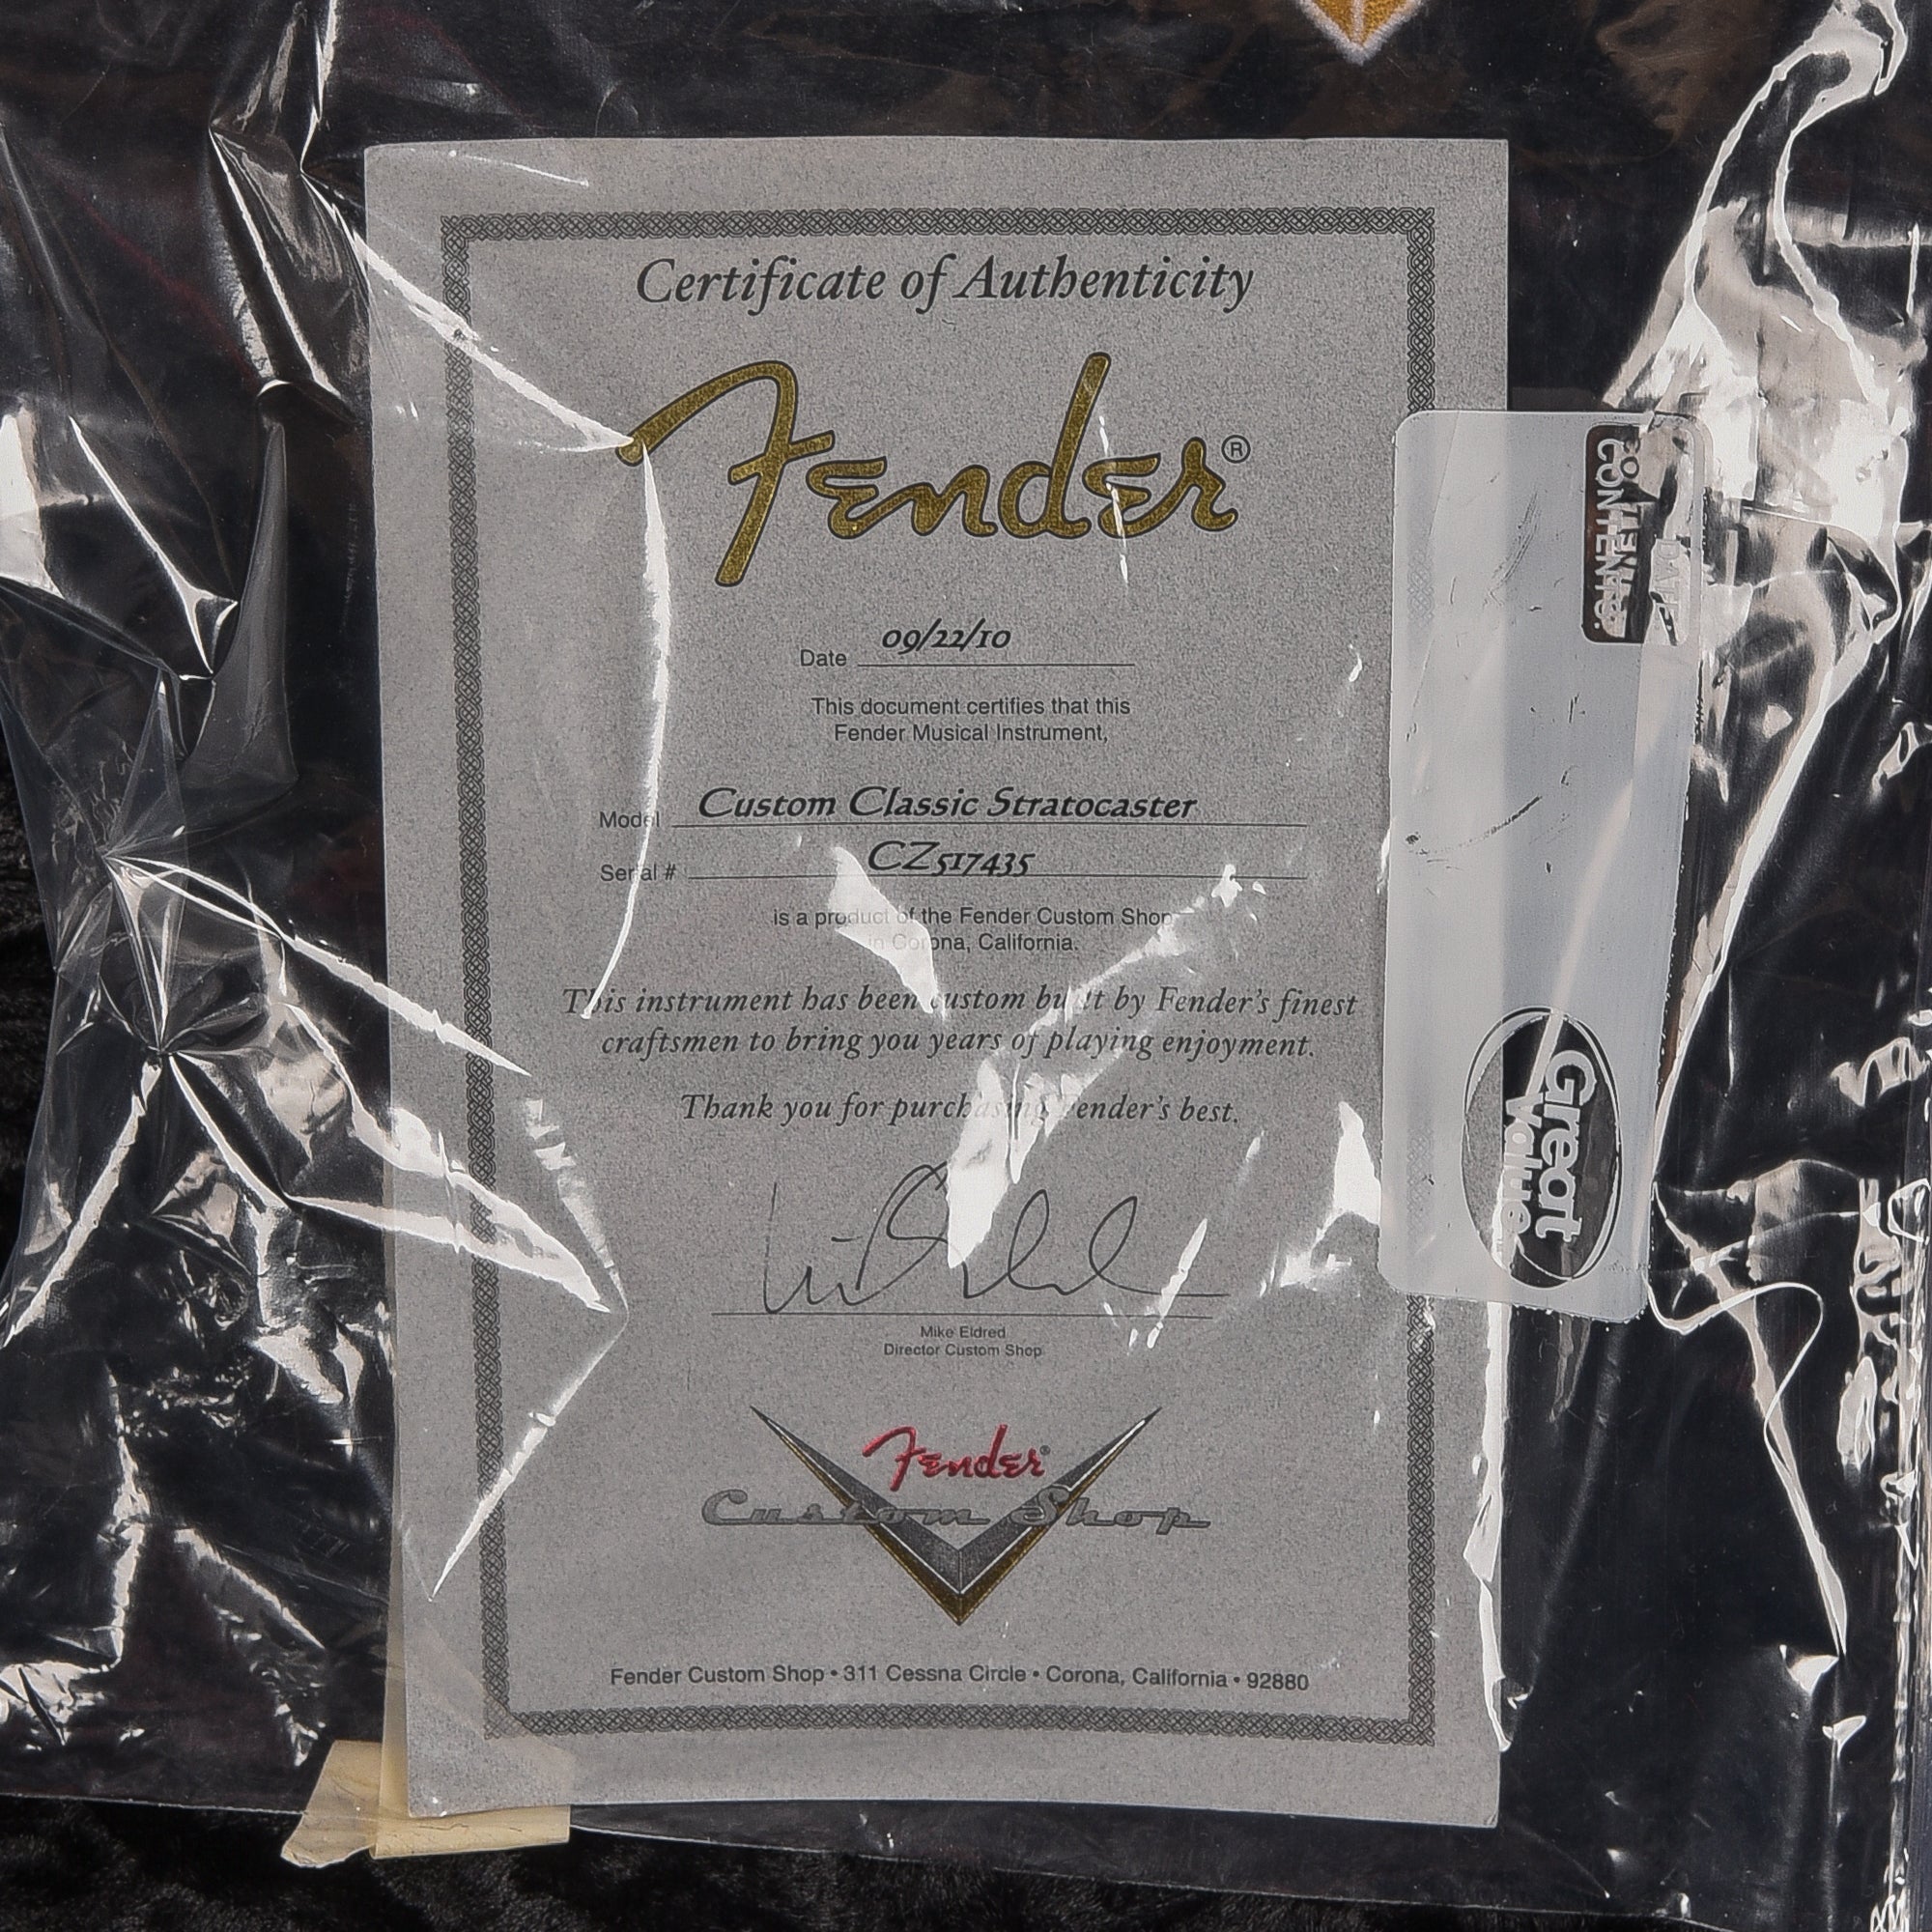 Certificate of Authenticity
Fender®
Date 09/22/10
This document certifies that this
Fender Musical Instrument,
Model Custom Classic Stratocaster
Serial # CZ517435
is a product of the Fender Custom Shop
in Corona, California.
This instrument has been custom built by Fender's finest
craftsmen to bring you years of playing enjoyment.
Thank you for purchasing Fender's best.
Mike Eldred
Director Custom Shop
Fender®
Custom Shop
Fender Custom Shop • 311 Cessna Circle • Corona, California • 92880
CONTENTS:
DATE
Great
Value